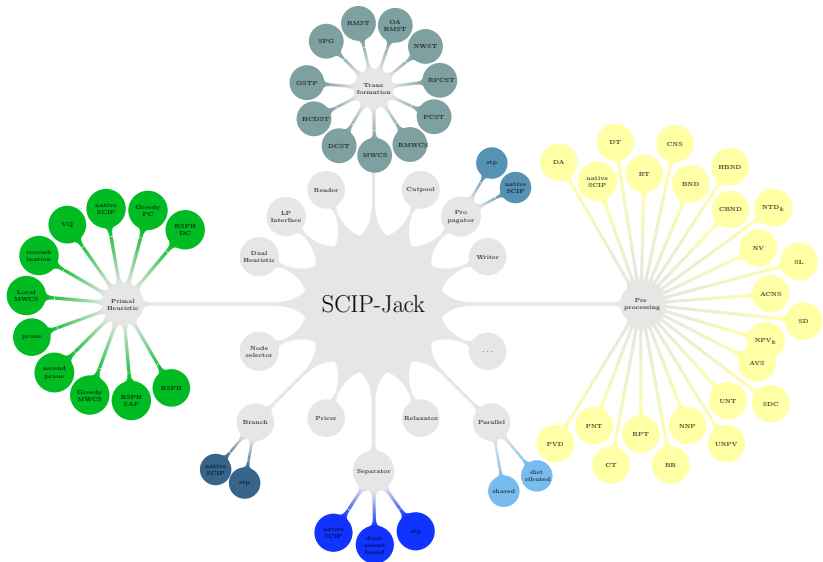 SCIP-Jack
Trans
formation
SPG
RMST
OA
RMST
NWST
RPCST
PCST
RMWCS
MWCS
DCST
HCDST
GSTP
Reader
Cutpool
LP
Interface
Pro
pagator
stp
native
SCIP
Dual
Heuristic
Writer
Node
selector
. . .
Branch
native
SCIP
stp
Pricer
Relaxator
Parallel
shared
dist
ributed
Separator
native
SCIP
dual-
ascent
based
stp
Primal
Heuristic
RSPH
DC
Greedy
PC
native
SCIP
VQ
recomb
ination
Local
MWCS
prune
ascend
prune
Greedy
MWCS
RSPH
SAP
RSPH
Pre
processing
DA
native
SCIP
DT
BT
CNS
BND
HBND
CBND
NTDk
NV
SL
ACNS
SD
NPVk
AVS
SDC
UNT
UNPV
NNP
BR
RPT
CT
PNT
PVD